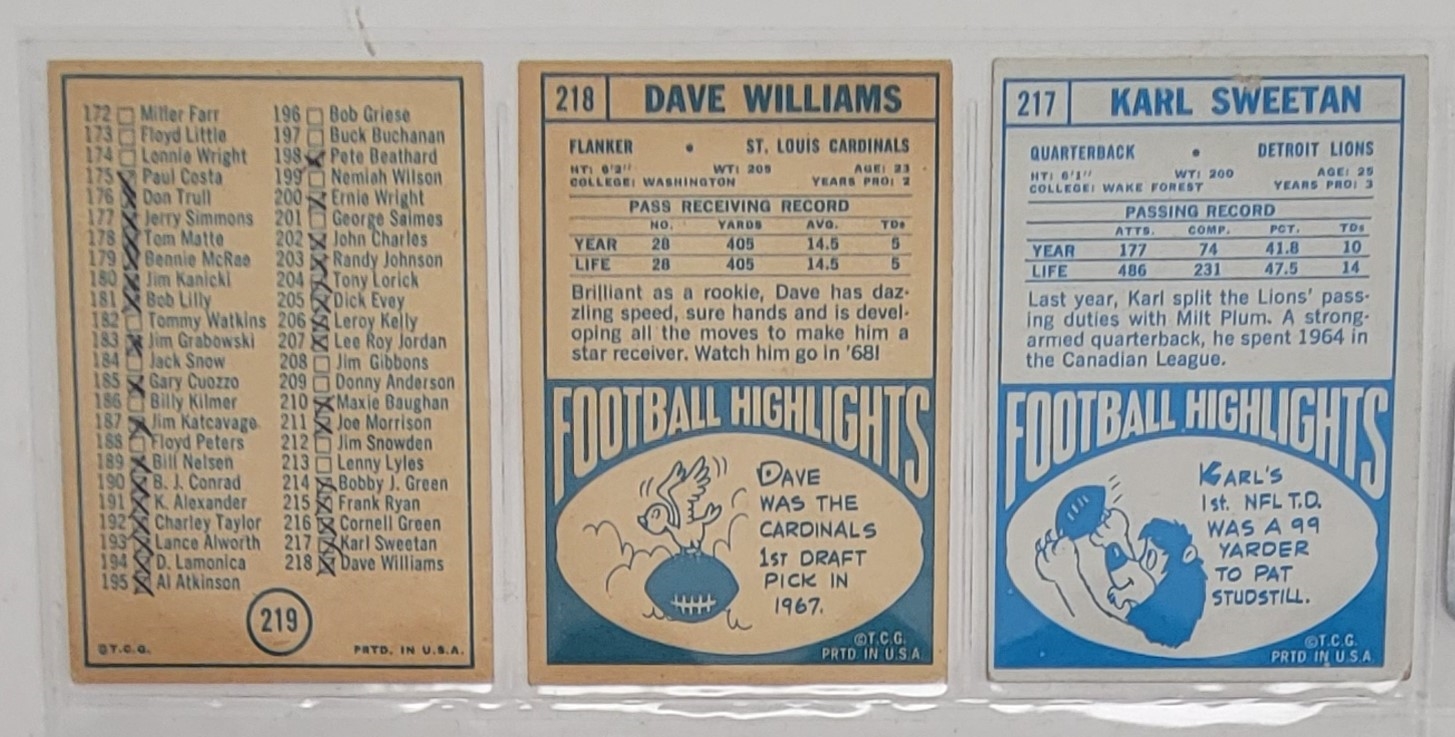 172 Miller Farr
173 Floyd Little
174 Lonnie Wright
175 Paul Costa
176 Don Trull
177 Jerry Simmons
178 Tom Matte
179 Bennie McRae
180 Jim Kanicki
181 Bob Lilly
182 Tommy Watkins
183 Jim Grabowski
184 Jack Snow
185 Gary Cuozzo
186 Billy Kilmer
187 Jim Katcavage
188 Floyd Peters
189 Bill Nelsen
190 B. J. Conrad
191 K. Alexander
192 Charley Taylor
193 Lance Alworth
194 D. Lamonica
195 Al Atkinson
196 Bob Griese
197 Buck Buchanan
198 Pete Beathard
199 Nemiah Wilson
200 Ernie Wright
201 George Saimes
202 John Charles
203 Randy Johnson
204 Tony Lorick
205 Dick Evey
206 Leroy Kelly
207 Lee Roy Jordan
208 Jim Gibbons
209 Donny Anderson
210 Maxie Baughan
211 Joe Morrison
212 Jim Snowden
213 Lenny Lyles
214 Bobby J. Green
215 Frank Ryan
216 Cornell Green
217 Karl Sweetan
218 Dave Williams
219
©T.C.G. PRTD. IN U.S.A.
218 DAVE WILLIAMS
FLANKER • ST. LOUIS CARDINALS
HT: 6'2" WT: 205 AGE: 23
COLLEGE: WASHINGTON YEARS PRO: 2
PASS RECEIVING RECORD
NO. YARDS AVG. TDs
YEAR 28 405 14.5 5
LIFE 28 405 14.5 5
Brilliant as a rookie, Dave has daz-
zling speed, sure hands and is devel-
oping all the moves to make him a
star receiver. Watch him go in '68!
FOOTBALL HIGHLIGHTS
DAVE
WAS THE
CARDINALS
1ST DRAFT
PICK IN
1967.
©T.C.G.
PRTD IN U.S.A.
217 KARL SWEETAN
QUARTERBACK • DETROIT LIONS
HT: 6'1" WT: 200 AGE: 25
COLLEGE: WAKE FOREST YEARS PRO: 3
PASSING RECORD
ATTS. COMP. PCT. TDs
YEAR 177 74 41.8 10
LIFE 486 231 47.5 14
Last year, Karl split the Lions' pass-
ing duties with Milt Plum. A strong-
armed quarterback, he spent 1964 in
the Canadian League.
FOOTBALL HIGHLIGHTS
KARL'S
1st. NFL T.D.
WAS A 99
YARDER
TO PAT
STUDSTILL.
©T.C.G.
PRTD IN U.S.A.